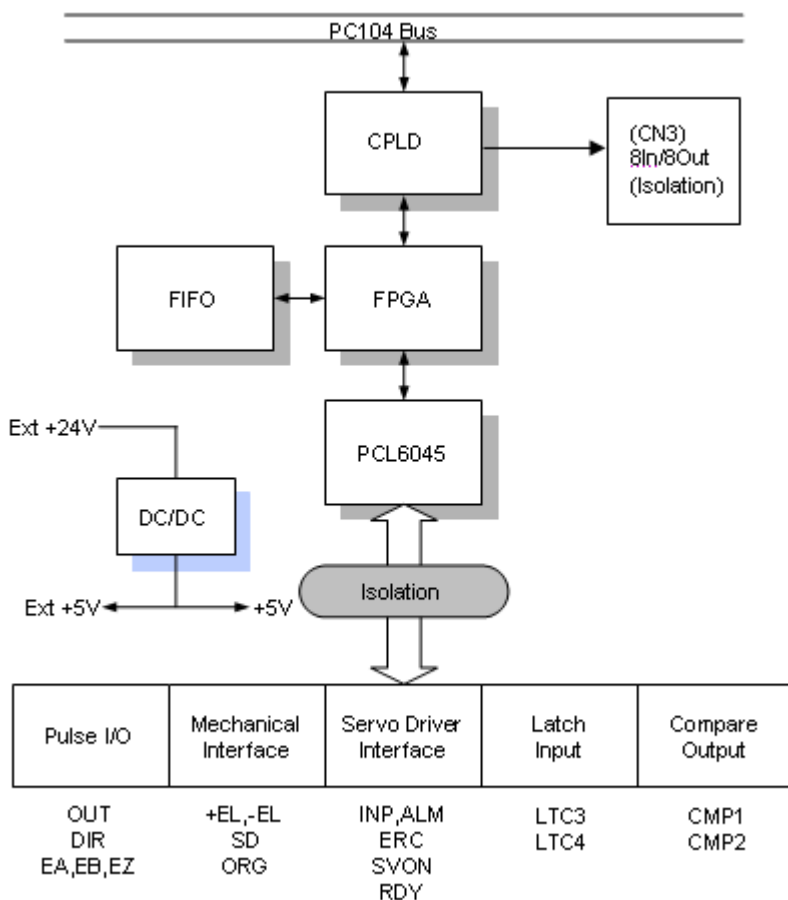 PC104 Bus
CPLD
(CN3)
8In/8Out
(Isolation)
FIFO
FPGA
Ext +24V
PCL6045
DC/DC
Isolation
Ext +5V
+5V
Pulse I/O
Mechanical
Interface
Servo Driver
Interface
Latch
Input
Compare
Output
OUT
DIR
EA,EB,EZ
+EL,-EL
SD
ORG
INP,ALM
ERC
SVON
RDY
LTC3
LTC4
CMP1
CMP2